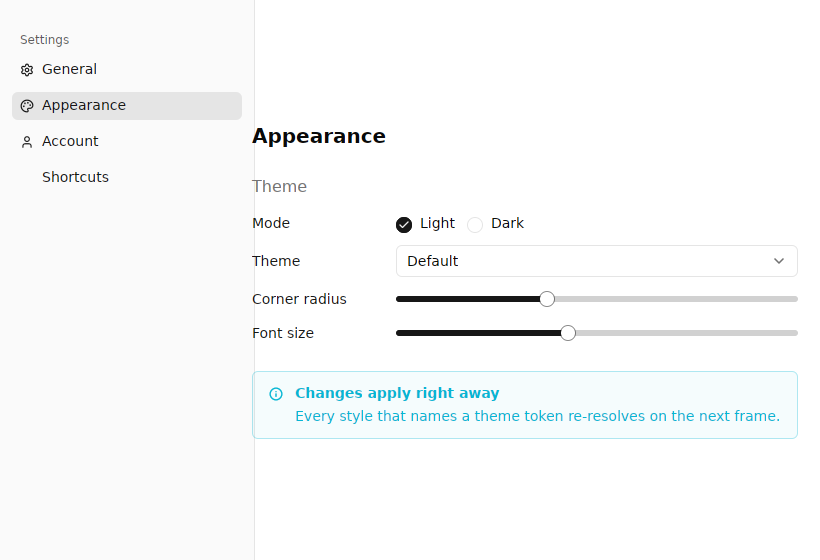 Settings
General
Appearance
Account
Shortcuts
Appearance
Theme
Mode Light Dark
Theme Default
Corner radius
Font size
Changes apply right away
Every style that names a theme token re-resolves on the next frame.